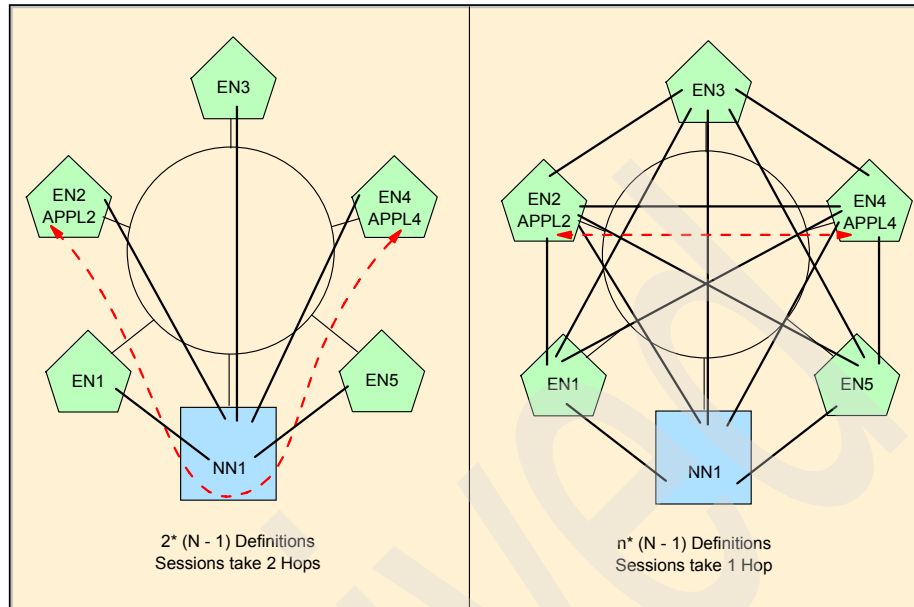 EN3
EN2
APPL2
EN4
APPL4
EN1
EN5
NN1
2* (N - 1) Definitions
Sessions take 2 Hops
EN3
EN2
APPL2
EN4
APPL4
EN1
EN5
NN1
n* (N - 1) Definitions
Sessions take 1 Hop